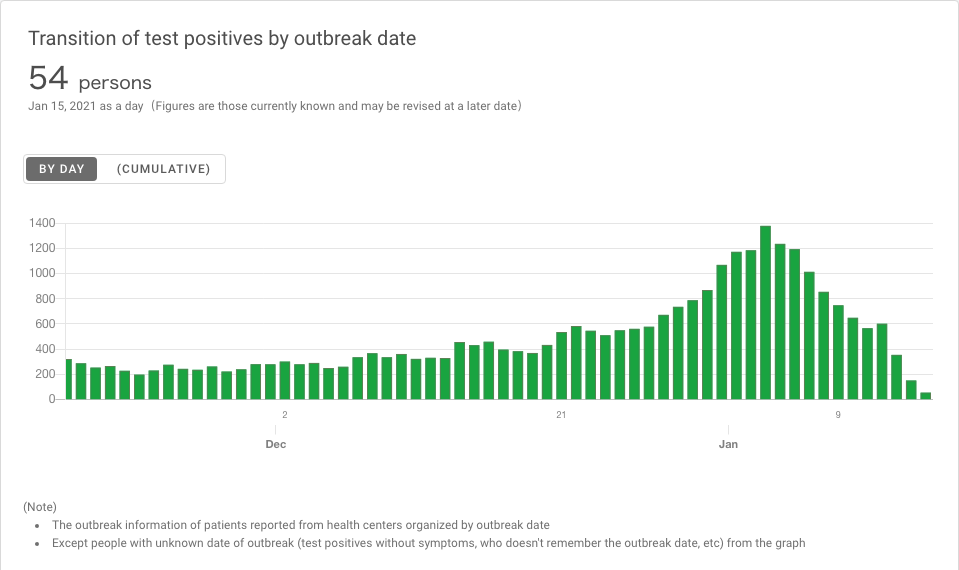 Transition of test positives by outbreak date
54 persons
Jan 15, 2021 as a day (Figures are those currently known and may be revised at a later date)
BY DAY (CUMULATIVE)
1400
1200
1000
800
600
400
200
0
2 21 9
Dec Jan
(Note)
• The outbreak information of patients reported from health centers organized by outbreak date
• Except people with unknown date of outbreak (test positives without symptoms, who doesn't remember the outbreak date, etc) from the graph